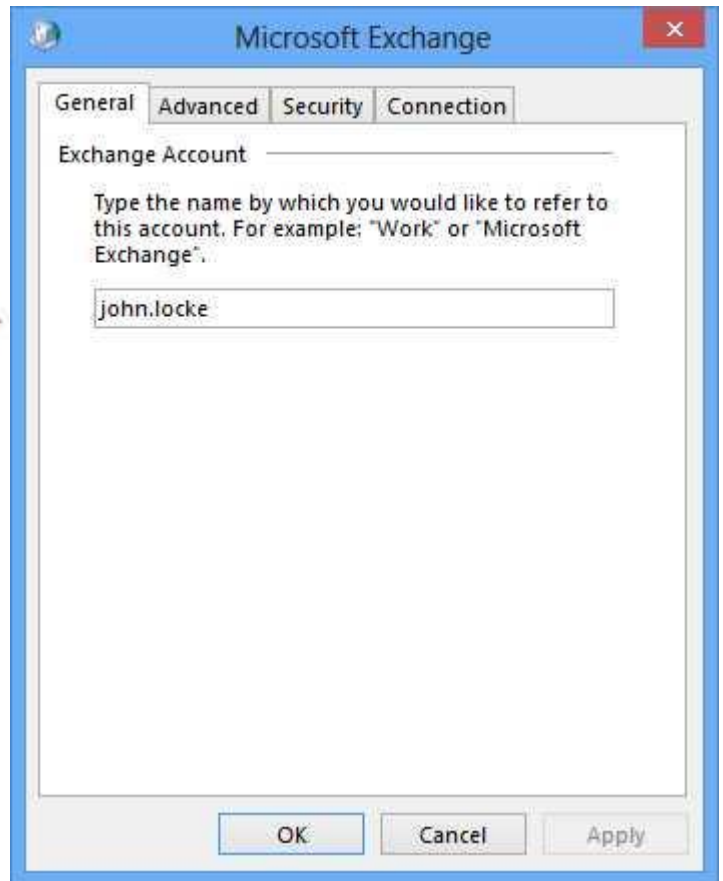 Microsoft Exchange
General Advanced Security Connection
Exchange Account
Type the name by which you would like to refer to
this account. For example: "Work" or "Microsoft
Exchange".
john.locke
OK Cancel Apply